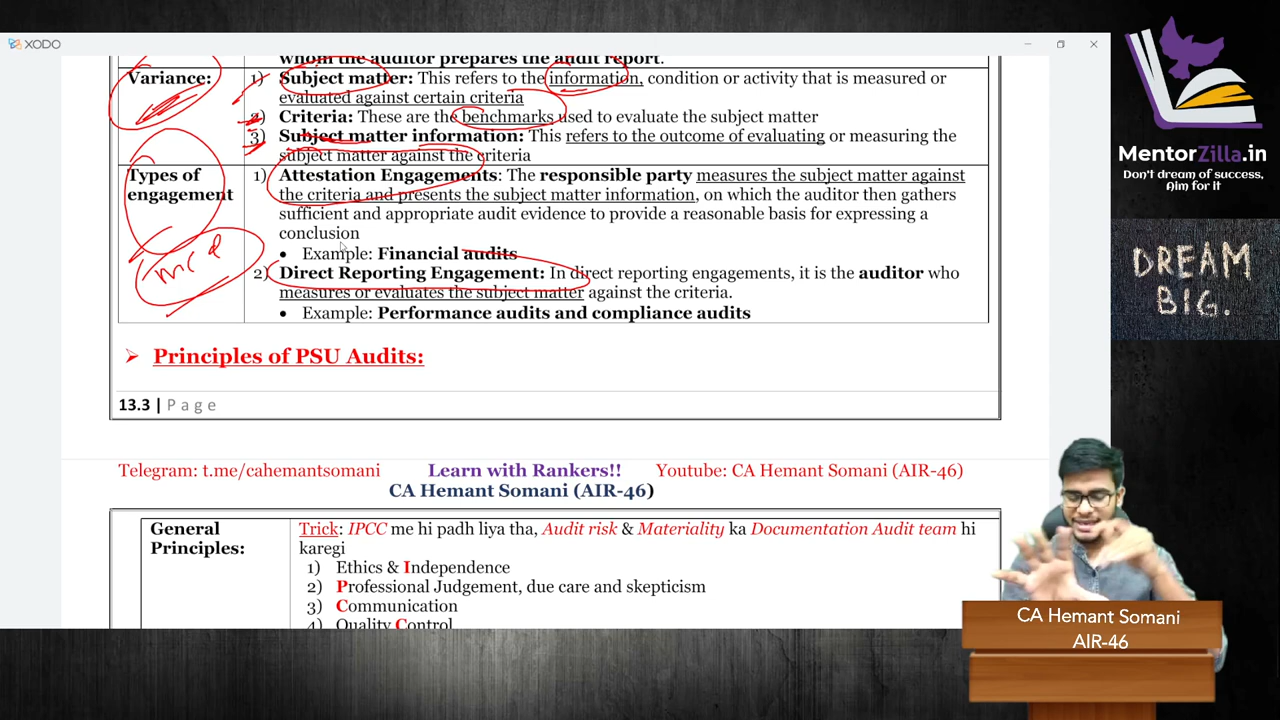 XODO
whom the auditor prepares the audit report.
Variance:
1) Subject matter: This refers to the information, condition or activity that is measured or
evaluated against certain criteria
2) Criteria: These are the benchmarks used to evaluate the subject matter
3) Subject matter information: This refers to the outcome of evaluating or measuring the
subject matter against the criteria
Types of
engagement
1) Attestation Engagements: The responsible party measures the subject matter against
the criteria and presents the subject matter information, on which the auditor then gathers
sufficient and appropriate audit evidence to provide a reasonable basis for expressing a
conclusion
• Example: Financial audits
2) Direct Reporting Engagement: In direct reporting engagements, it is the auditor who
measures or evaluates the subject matter against the criteria.
• Example: Performance audits and compliance audits
➢ Principles of PSU Audits:
13.3 | Page
Telegram: t.me/cahemantsomani Learn with Rankers!! Youtube: CA Hemant Somani (AIR-46)
CA Hemant Somani (AIR-46)
General
Principles:
Trick: IPCC me hi padh liya tha, Audit risk & Materiality ka Documentation Audit team hi
karegi
1) Ethics & Independence
2) Professional Judgement, due care and skepticism
3) Communication
4) Quality Control
MentorZilla.in
Don't dream of success,
Aim for it
DREAM
BIG.
CA Hemant Somani
AIR-46